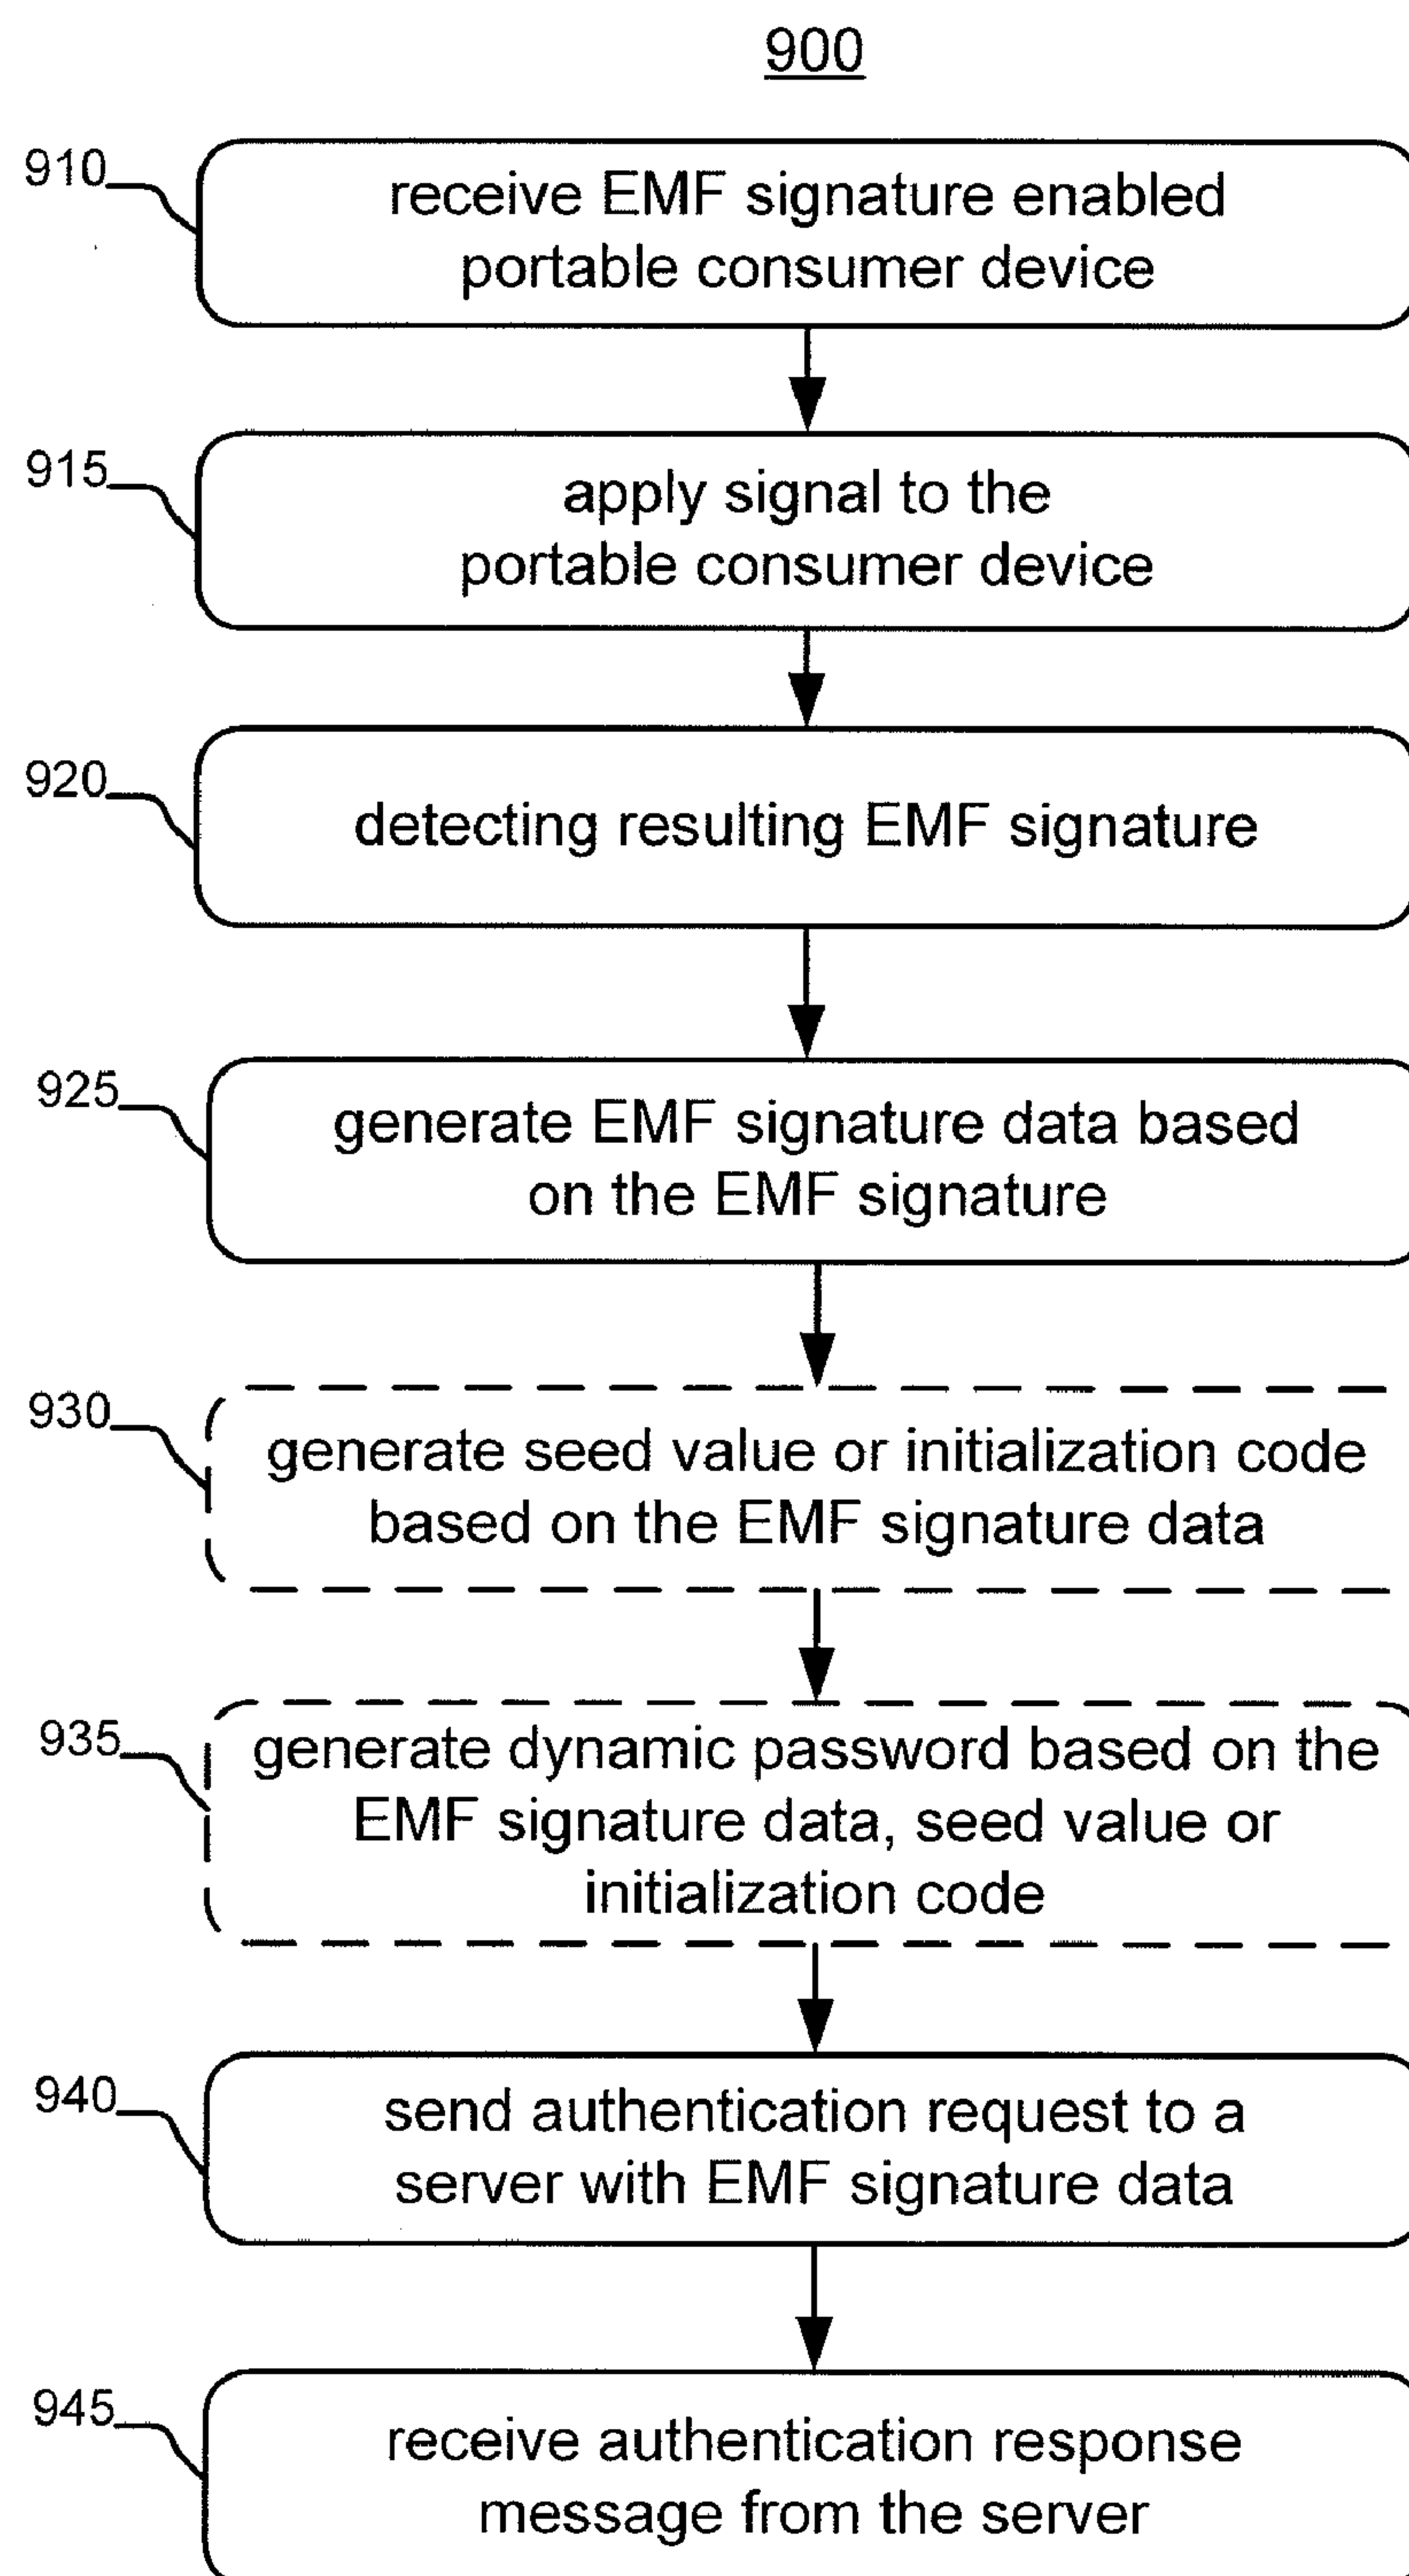 900
910
receive EMF signature enabled
portable consumer device
915
apply signal to the
portable consumer device
920
detecting resulting EMF signature
925
generate EMF signature data based
on the EMF signature
930
generate seed value or initialization code
based on the EMF signature data
935
generate dynamic password based on the
EMF signature data, seed value or
initialization code
940
send authentication request to a
server with EMF signature data
945
receive authentication response
message from the server